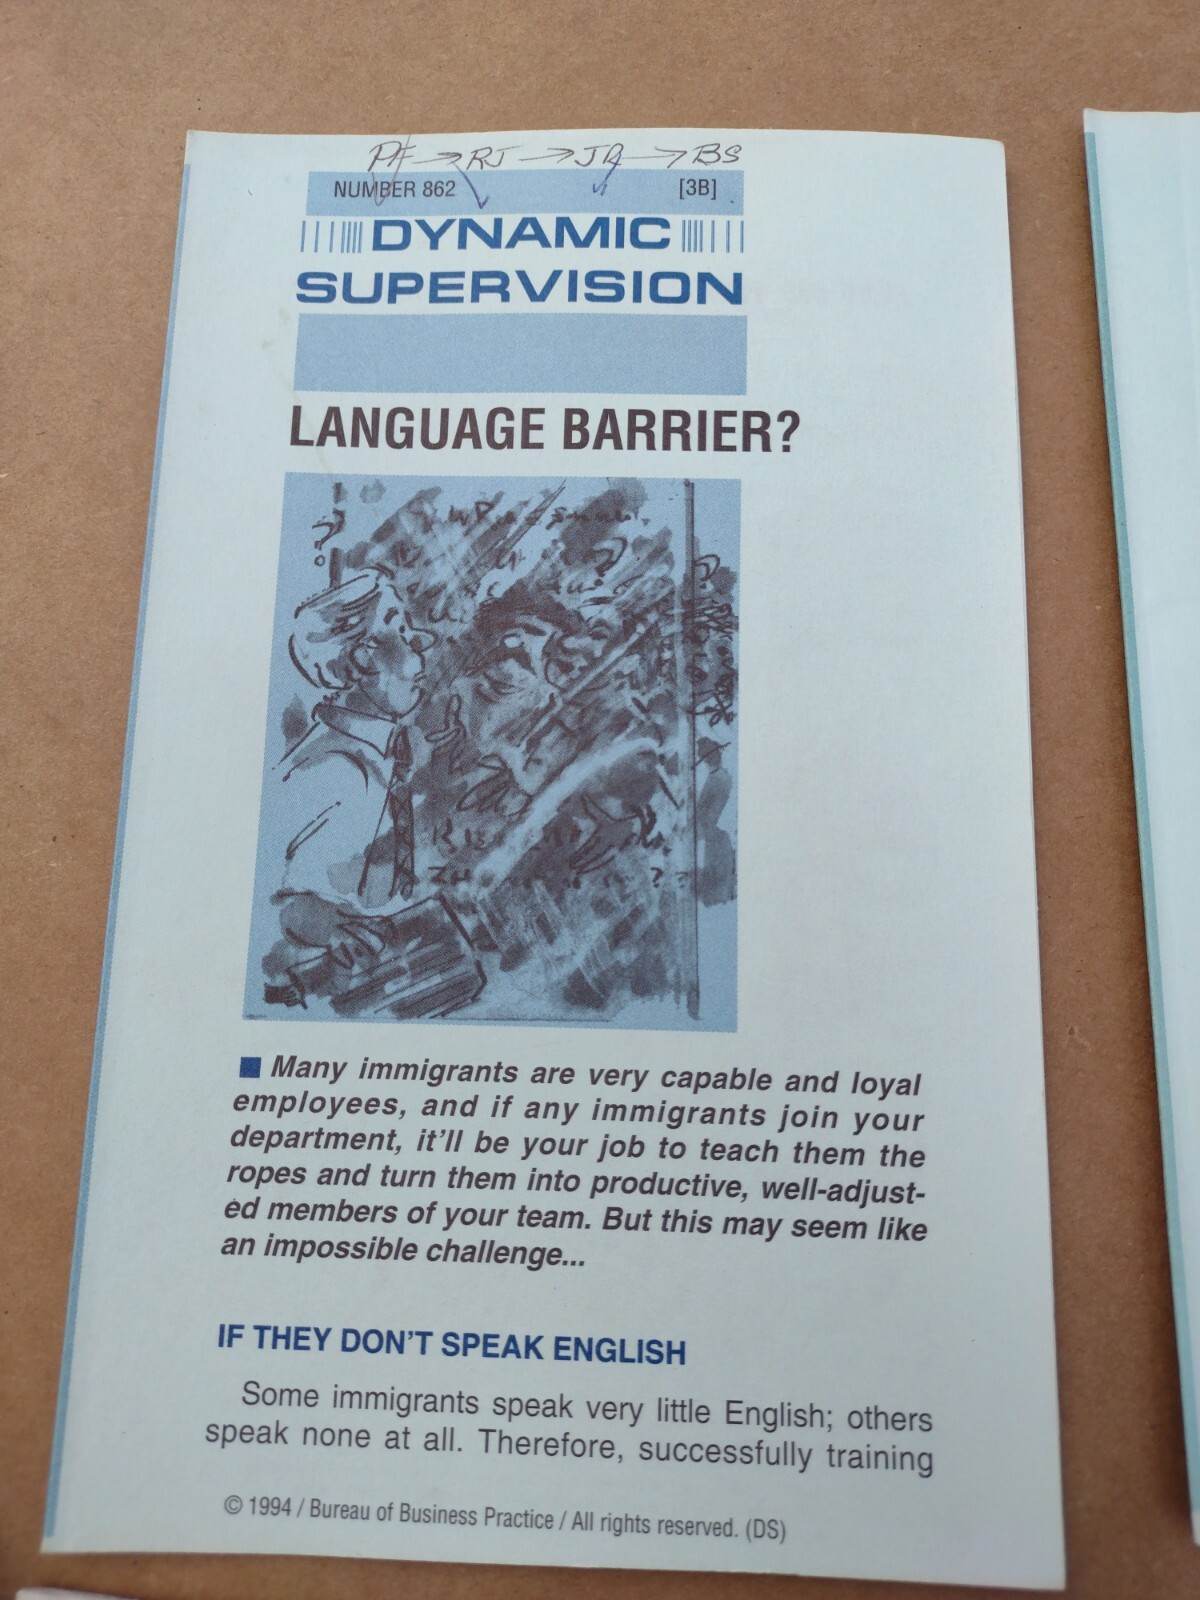 PF → RJ → JR → BS
NUMBER 862 [3B]
DYNAMIC
SUPERVISION
LANGUAGE BARRIER?
■ Many immigrants are very capable and loyal
employees, and if any immigrants join your
department, it'll be your job to teach them the
ropes and turn them into productive, well-adjust-
ed members of your team. But this may seem like
an impossible challenge...
IF THEY DON'T SPEAK ENGLISH
Some immigrants speak very little English; others
speak none at all. Therefore, successfully training
© 1994 / Bureau of Business Practice / All rights reserved. (DS)